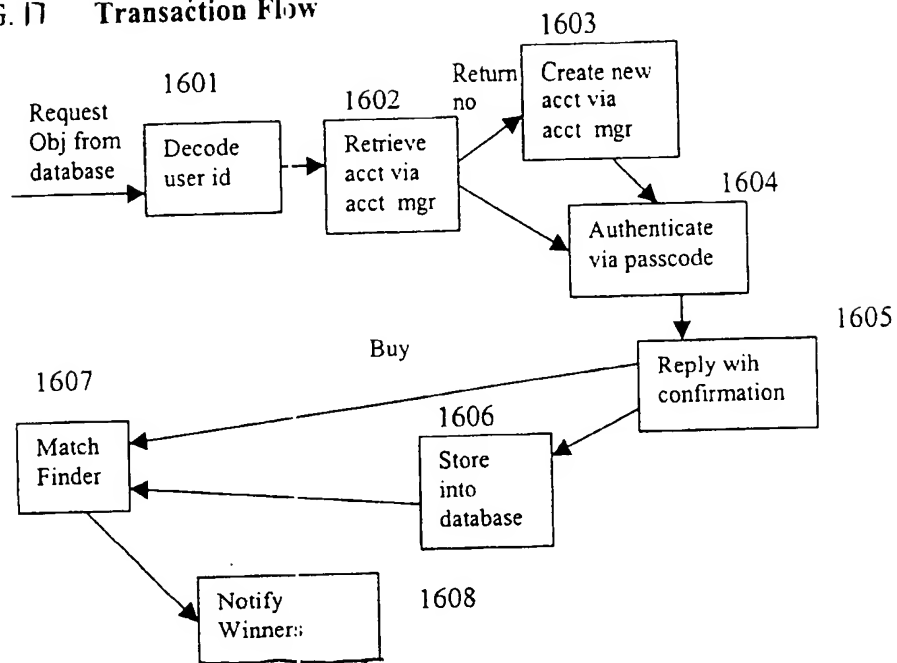 G. 17 Transaction Flow
1603
1601
Return
no
Create new
acct via
acct mgr
1602
Request
Obj from
database
Decode
user id
Retrieve
acct via
acct mgr
1604
Authenticate
via passcode
1605
Buy
Reply wih
confirmation
1607
1606
Match
Finder
Store
into
database
Notify
Winners
1608